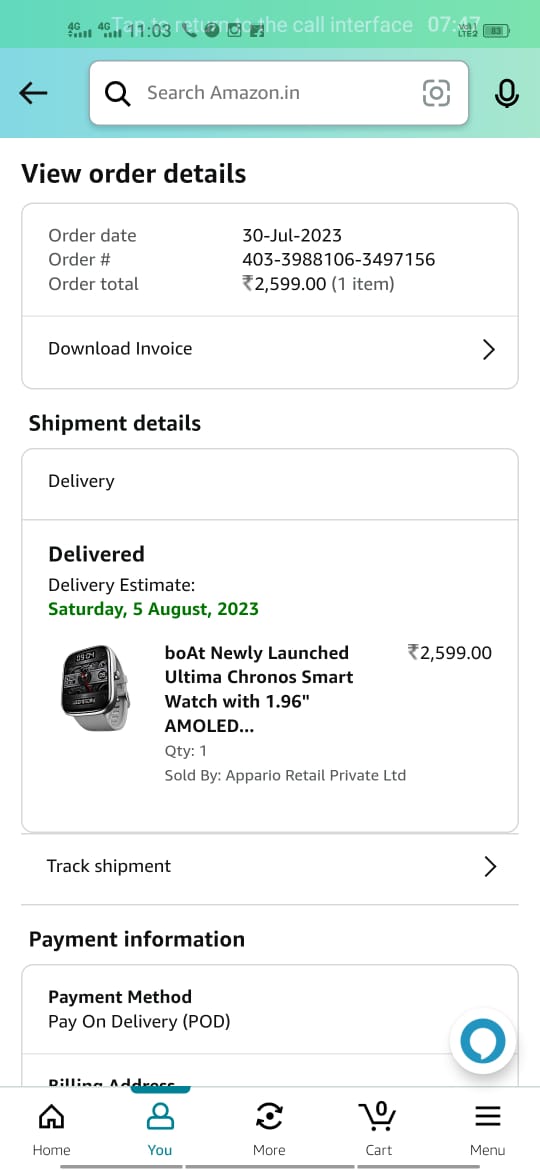 4G 4G 11:03 Tap to return to the call interface 07:47 LTE2 83
Search Amazon.in
View order details
Order date 30-Jul-2023
Order # 403-3988106-3497156
Order total ₹2,599.00 (1 item)
Download Invoice
Shipment details
Delivery
Delivered
Delivery Estimate:
Saturday, 5 August, 2023
boAt Newly Launched ₹2,599.00
Ultima Chronos Smart
Watch with 1.96"
AMOLED...
Qty: 1
Sold By: Appario Retail Private Ltd
Track shipment
Payment information
Payment Method
Pay On Delivery (POD)
Billing Address
0
Home You More Cart Menu